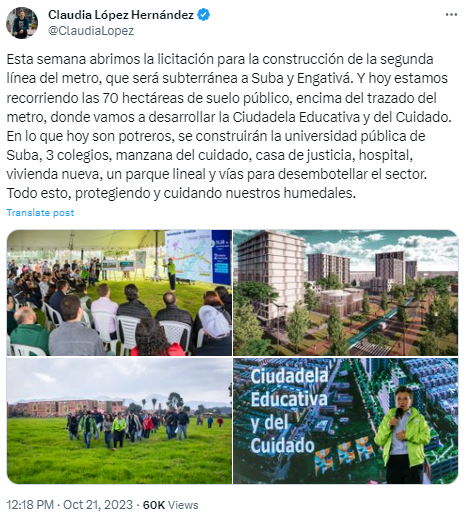 Claudia López Hernández
@ClaudiaLopez
Esta semana abrimos la licitación para la construcción de la segunda
línea del metro, que será subterránea a Suba y Engativá. Y hoy estamos
recorriendo las 70 hectáreas de suelo público, encima del trazado del
metro, donde vamos a desarrollar la Ciudadela Educativa y del Cuidado.
En lo que hoy son potreros, se construirán la universidad pública de
Suba, 3 colegios, manzana del cuidado, casa de justicia, hospital,
vivienda nueva, un parque lineal y vías para desembotellar el sector.
Todo esto, protegiendo y cuidando nuestros humedales.
Translate post
Ciudadela
Educativa
y del
Cuidado
12:18 PM · Oct 21, 2023 · 60K Views